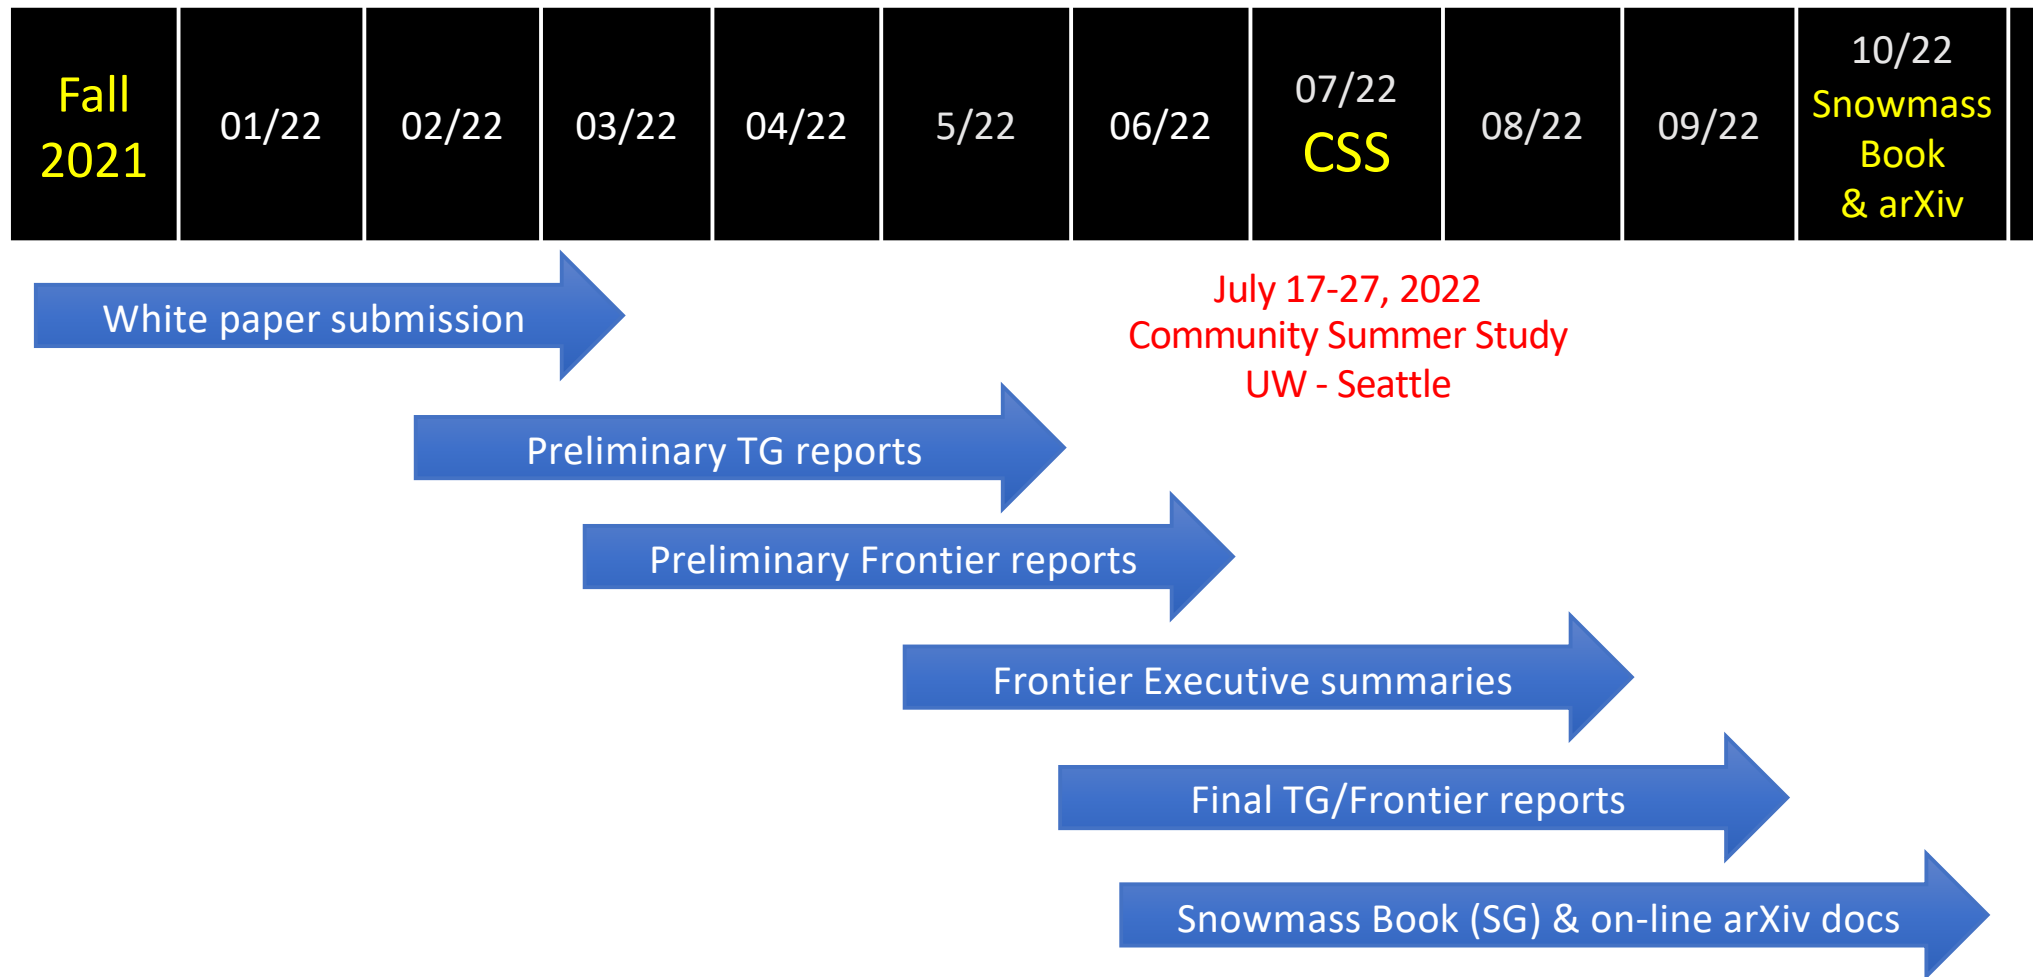 Fall
2021
01/22
02/22
03/22
04/22
5/22
06/22
07/22
CSS
08/22
09/22
10/22
Snowmass
Book
& arXiv
White paper submission
July 17-27, 2022
Community Summer Study
UW - Seattle
Preliminary TG reports
Preliminary Frontier reports
Frontier Executive summaries
Final TG/Frontier reports
Snowmass Book (SG) & on-line arXiv docs